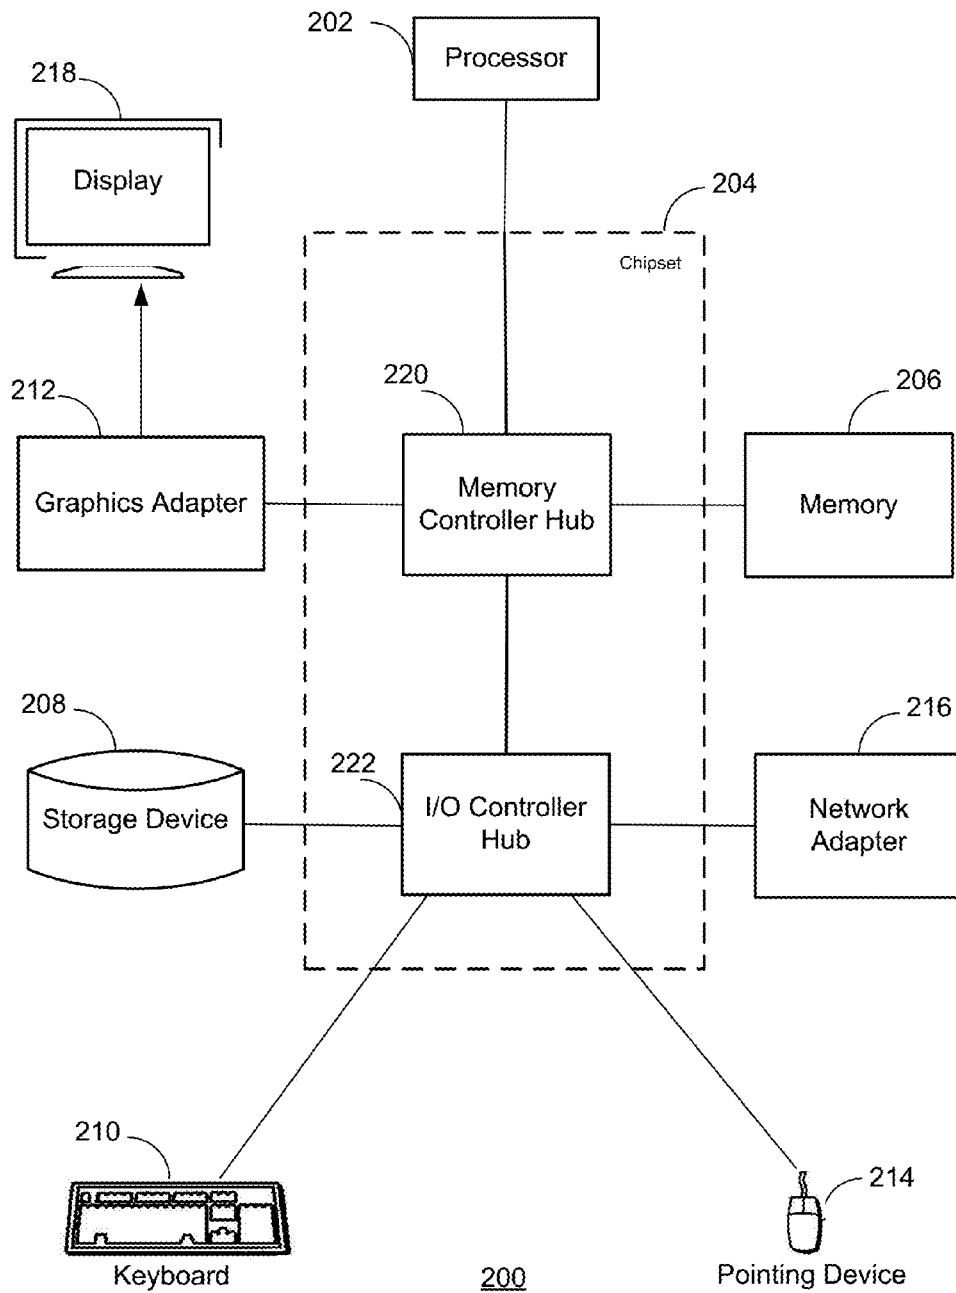 202
Processor
218
Display
204
Chipset
212
Graphics Adapter
220
Memory
Controller Hub
206
Memory
208
Storage Device
222
I/O Controller
Hub
216
Network
Adapter
210
Keyboard
200
214
Pointing Device